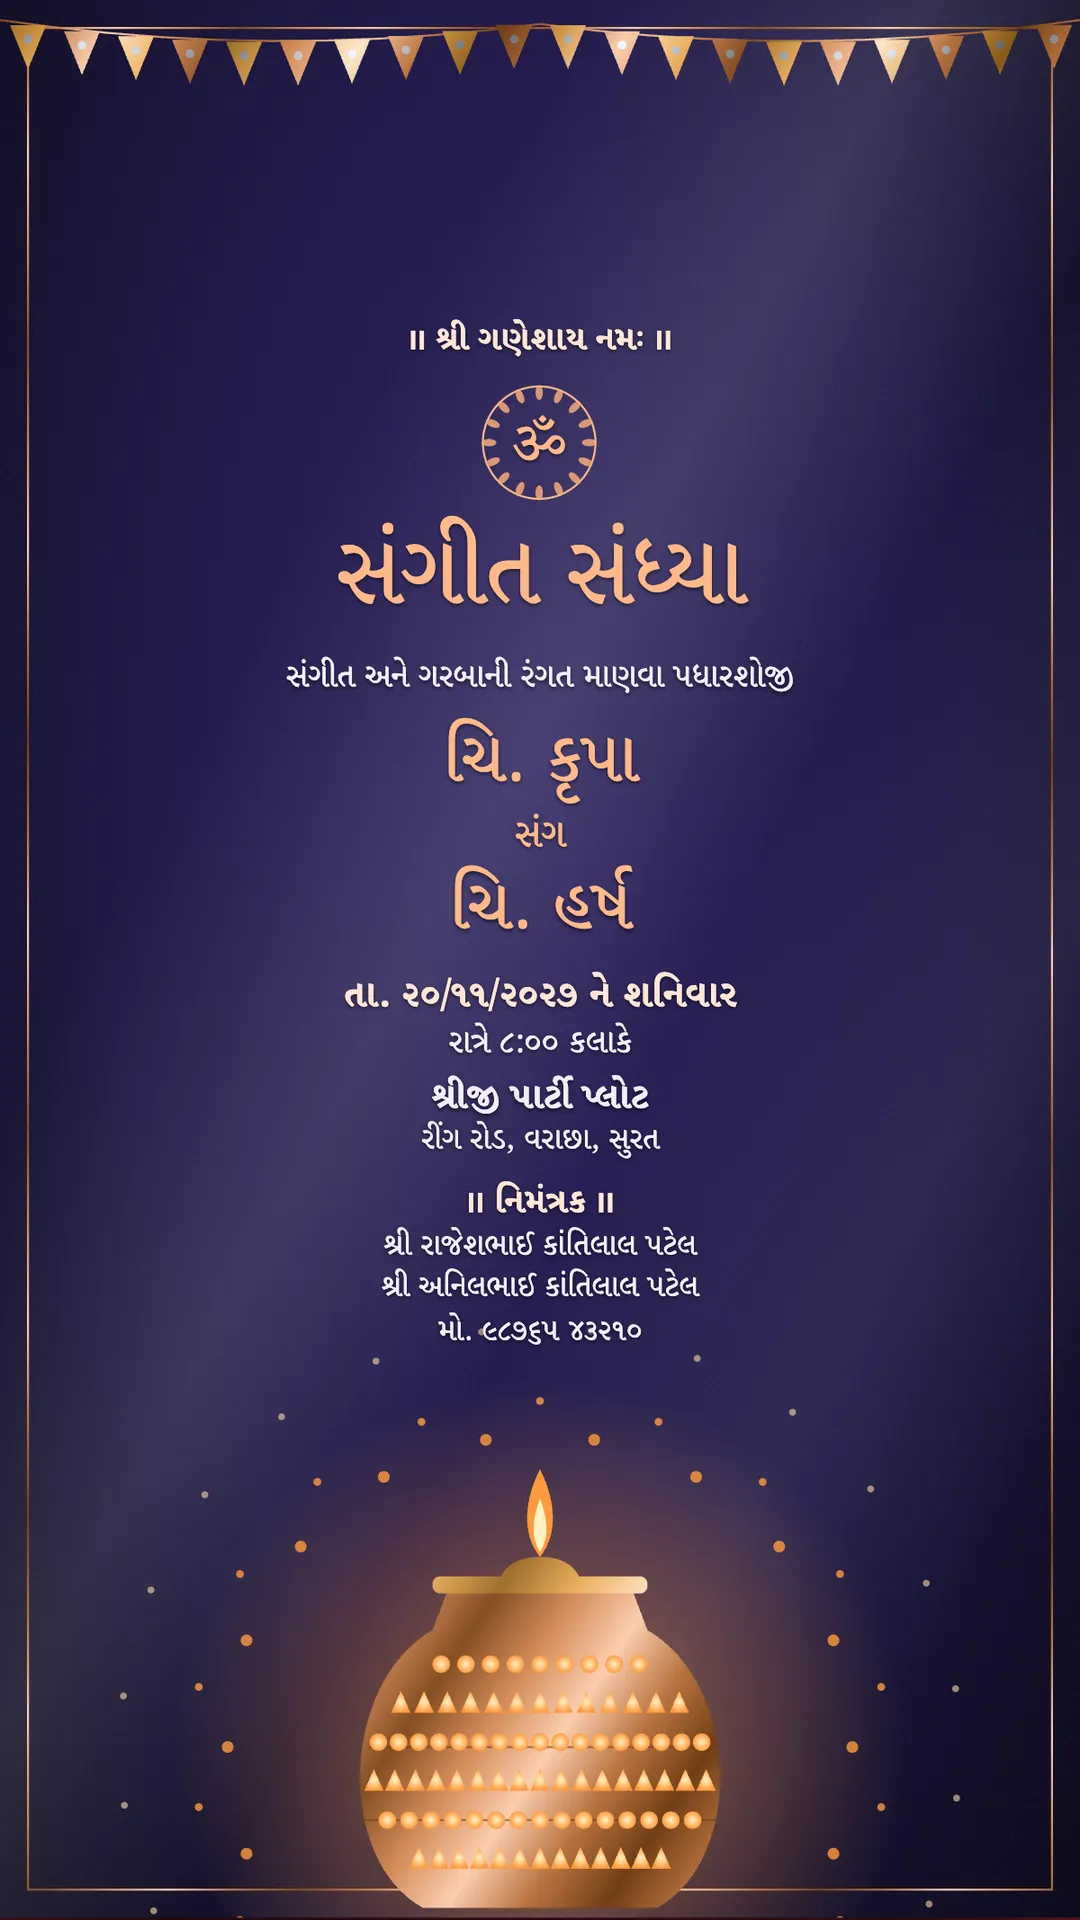 ॥ શ્રી ગણેશાય નમઃ ॥
ૐ
સંગીત સંધ્યા
સંગીત અને ગરબાની રંગત માણવા પધારશોજી
ચિ. કૃપા
સંગ
ચિ. હર્ષ
તા. ૨૦/૧૧/૨૦૨૭ ને શનિવાર
રાત્રે ૮:૦૦ કલાકે
શ્રીજી પાર્ટી પ્લોટ
રીંગ રોડ, વરાછા, સુરત
॥ નિમંત્રક ॥
શ્રી રાજેશભાઈ કાંતિલાલ પટેલ
શ્રી અનિલભાઈ કાંતિલાલ પટેલ
મો. ૯૮૭૬૫ ૪૩૨૧૦